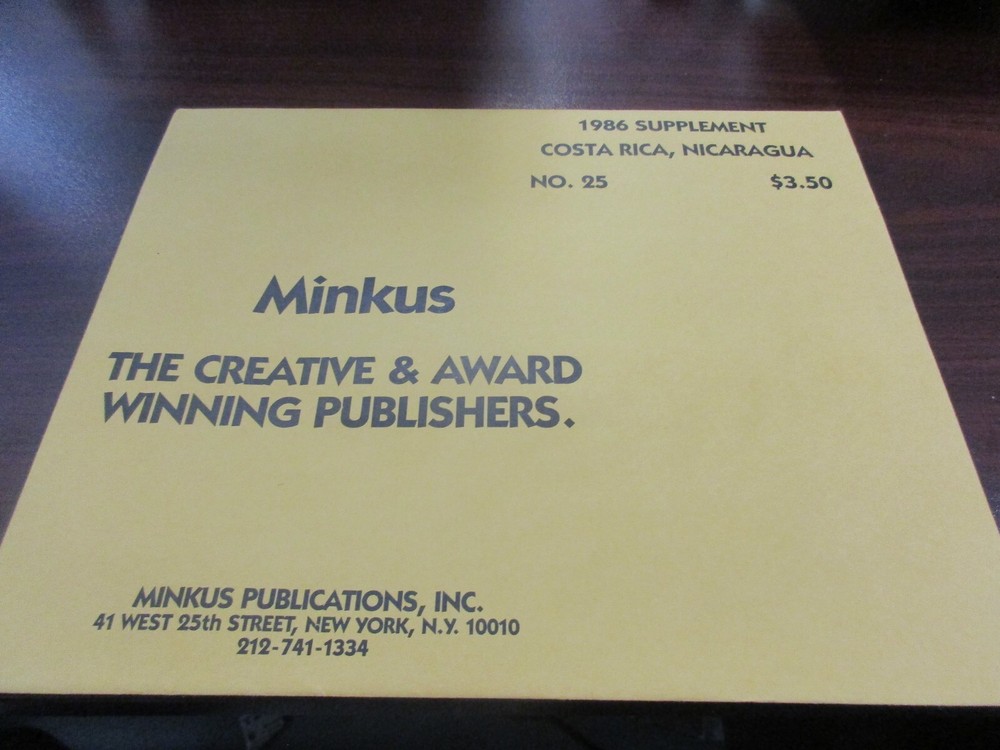 1986 SUPPLEMENT
COSTA RICA, NICARAGUA
NO. 25 $3.50
Minkus
THE CREATIVE & AWARD
WINNING PUBLISHERS.
MINKUS PUBLICATIONS, INC.
41 WEST 25th STREET, NEW YORK, N.Y. 10010
212-741-1334